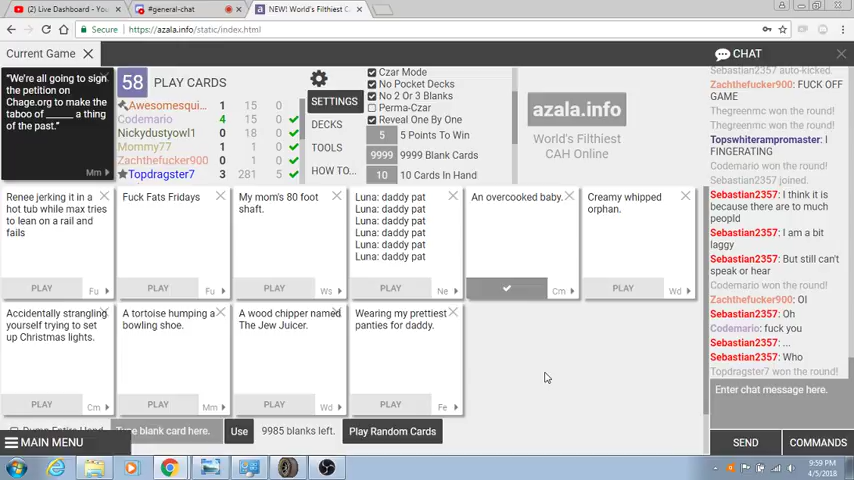 (2) Live Dashboard - Yo
#general-chat
NEW! World's Filthiest C
Secure
https://azala.info/static/index.html
Current Game
CHAT
"We're all going to sign
the petition on
Chage.org to make the
taboo of ______ a thing
of the past."
Mm
58 PLAY CARDS
Awesomesqui... 1 15 0
Codemario 4 15 0
Nickydustyowl1 0 18 0
Mommy77 1 0 0
Zachthefucker900 0 0 0
Topdragster7 3 281 5
SETTINGS
DECKS
TOOLS
HOW TO...
Czar Mode
No Pocket Decks
No 2 Or 3 Blanks
Perma-Czar
Reveal One By One
5 5 Points To Win
9999 9999 Blank Cards
10 10 Cards In Hand
azala.info
World's Filthiest
CAH Online
Sebastian2357 auto-kicked.
Zachthefucker900: FUCK OFF
GAME
Thegreenmc joined the round!
Thegreenmc won the round!
Topswhiterampromaster: I
FINGERATING
Codemario won the round!
Sebastian2357 joined.
Sebastian2357: I think it is
because there are to much
peopld
Sebastian2357: I am a bit
laggy
Sebastian2357: But still can't
speak or hear
Codemario won the round!
Zachthefucker900: OI
Sebastian2357: Oh
Codemario: fuck you
Sebastian2357: ...
Sebastian2357: Who
Topdragster7 won the round!
Enter chat message here.
SEND
COMMANDS
Renee jerking it in a
hot tub while max tries
to lean on a rail and
fails
PLAY
Fu
Fuck Fats Fridays
PLAY
Fu
My mom's 80 foot
shaft.
PLAY
Ws
Luna: daddy pat
Luna: daddy pat
Luna: daddy pat
Luna: daddy pat
Luna: daddy pat
Luna: daddy pat
PLAY
Ne
An overcooked baby.
Cm
Creamy whipped
orphan.
PLAY
Wd
Accidentally strangling
yourself trying to set
up Christmas lights.
PLAY
Cm
A tortoise humping a
bowling shoe.
PLAY
Mm
A wood chipper named
The Jew Juicer.
PLAY
Wd
Wearing my prettiest
panties for daddy.
PLAY
Fe
Dump Entire Hand
Type blank card here.
Use
9985 blanks left.
Play Random Cards
MAIN MENU
9:59 PM
4/5/2018